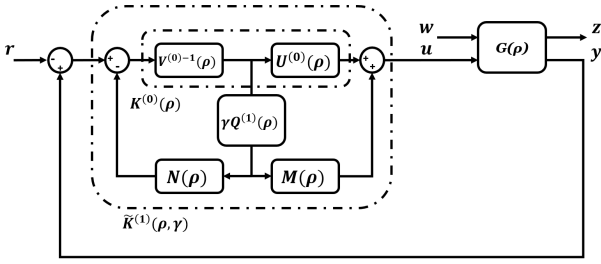 r
-
+
+
-
V⁽⁰⁾⁻¹(ρ)
U⁽⁰⁾(ρ)
+
+
K⁽⁰⁾(ρ)
γQ⁽¹⁾(ρ)
N(ρ)
M(ρ)
K̃⁽¹⁾(ρ, γ)
w
u
G(ρ)
z
y